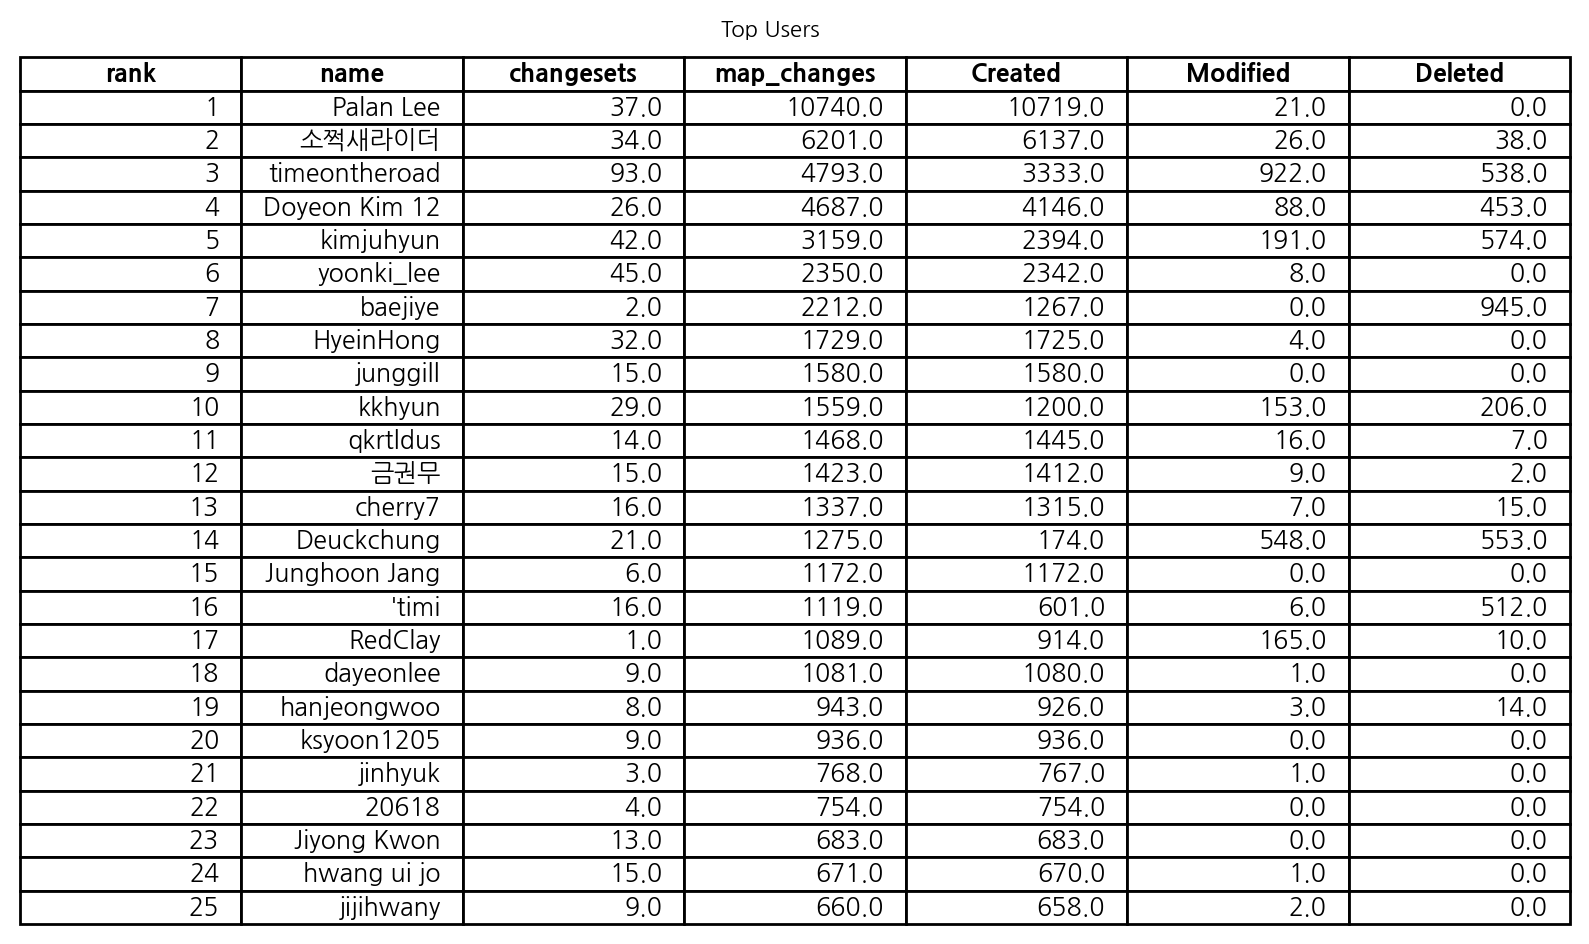 Top Users
rank name changesets map_changes Created Modified Deleted
1 Palan Lee 37.0 10740.0 10719.0 21.0 0.0
2 소쩍새라이더 34.0 6201.0 6137.0 26.0 38.0
3 timeontheroad 93.0 4793.0 3333.0 922.0 538.0
4 Doyeon Kim 12 26.0 4687.0 4146.0 88.0 453.0
5 kimjuhyun 42.0 3159.0 2394.0 191.0 574.0
6 yoonki_lee 45.0 2350.0 2342.0 8.0 0.0
7 baejiye 2.0 2212.0 1267.0 0.0 945.0
8 HyeinHong 32.0 1729.0 1725.0 4.0 0.0
9 junggill 15.0 1580.0 1580.0 0.0 0.0
10 kkhyun 29.0 1559.0 1200.0 153.0 206.0
11 qkrtldus 14.0 1468.0 1445.0 16.0 7.0
12 금권무 15.0 1423.0 1412.0 9.0 2.0
13 cherry7 16.0 1337.0 1315.0 7.0 15.0
14 Deuckchung 21.0 1275.0 174.0 548.0 553.0
15 Junghoon Jang 6.0 1172.0 1172.0 0.0 0.0
16 'timi 16.0 1119.0 601.0 6.0 512.0
17 RedClay 1.0 1089.0 914.0 165.0 10.0
18 dayeonlee 9.0 1081.0 1080.0 1.0 0.0
19 hanjeongwoo 8.0 943.0 926.0 3.0 14.0
20 ksyoon1205 9.0 936.0 936.0 0.0 0.0
21 jinhyuk 3.0 768.0 767.0 1.0 0.0
22 20618 4.0 754.0 754.0 0.0 0.0
23 Jiyong Kwon 13.0 683.0 683.0 0.0 0.0
24 hwang ui jo 15.0 671.0 670.0 1.0 0.0
25 jijihwany 9.0 660.0 658.0 2.0 0.0